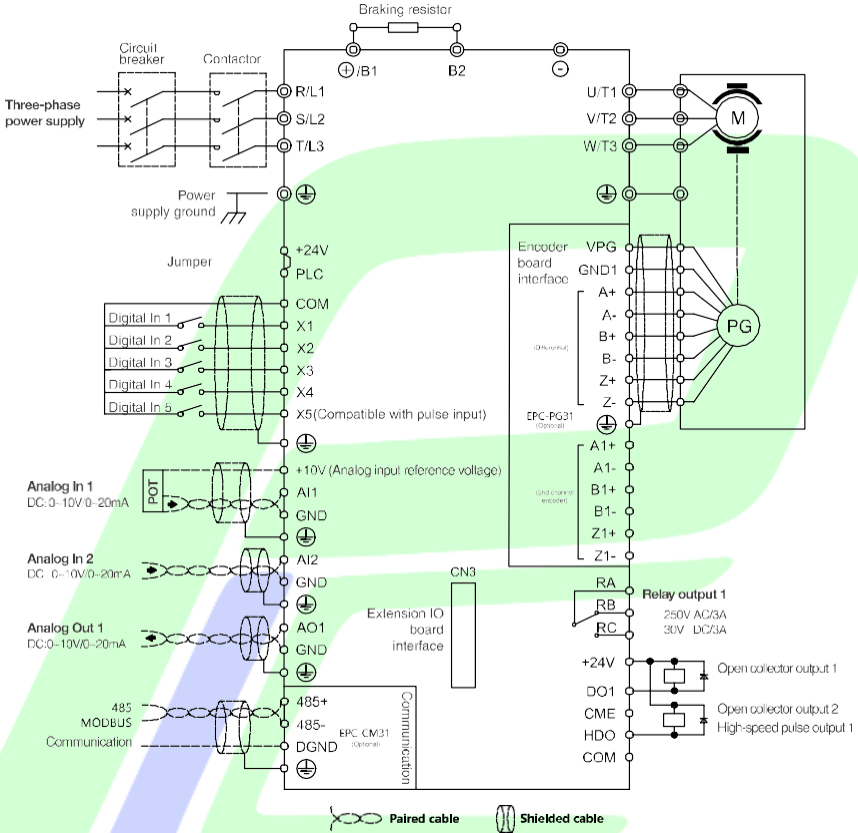 Braking resistor
Circuit
breaker
Contactor
⊕/B1
B2
⊖
Three-phase
power supply
R/L1
S/L2
T/L3
U/T1
V/T2
W/T3
M
Power
supply ground
Jumper
+24V
PLC
COM
Digital In 1
X1
Digital In 2
X2
Digital In 3
X3
Digital In 4
X4
Digital In 5
X5(Compatible with pulse input)
Encoder
board
interface
VPG
GND1
A+
A-
B+
B-
Z+
Z-
(Differential)
PG
EPC-PG31
(Optional)
A1+
A1-
B1+
B1-
Z1+
Z1-
(2nd channel
encoder)
+10V (Analog input reference voltage)
Analog In 1
DC:0~10V/0~20mA
POT
AI1
GND
Analog In 2
DC 0~10V/0~20mA
AI2
GND
Analog Out 1
DC:0~10V/0~20mA
AO1
GND
CN3
Extension IO
board
interface
RA
RB
RC
Relay output 1
250V AC/3A
30V DC/3A
+24V
DO1
CME
HDO
COM
Open collector output 1
Open collector output 2
High-speed pulse output 1
485
MODBUS
Communication
485+
485-
DGND
EPC-CM31
(Optional)
Communication
Paired cable
Shielded cable